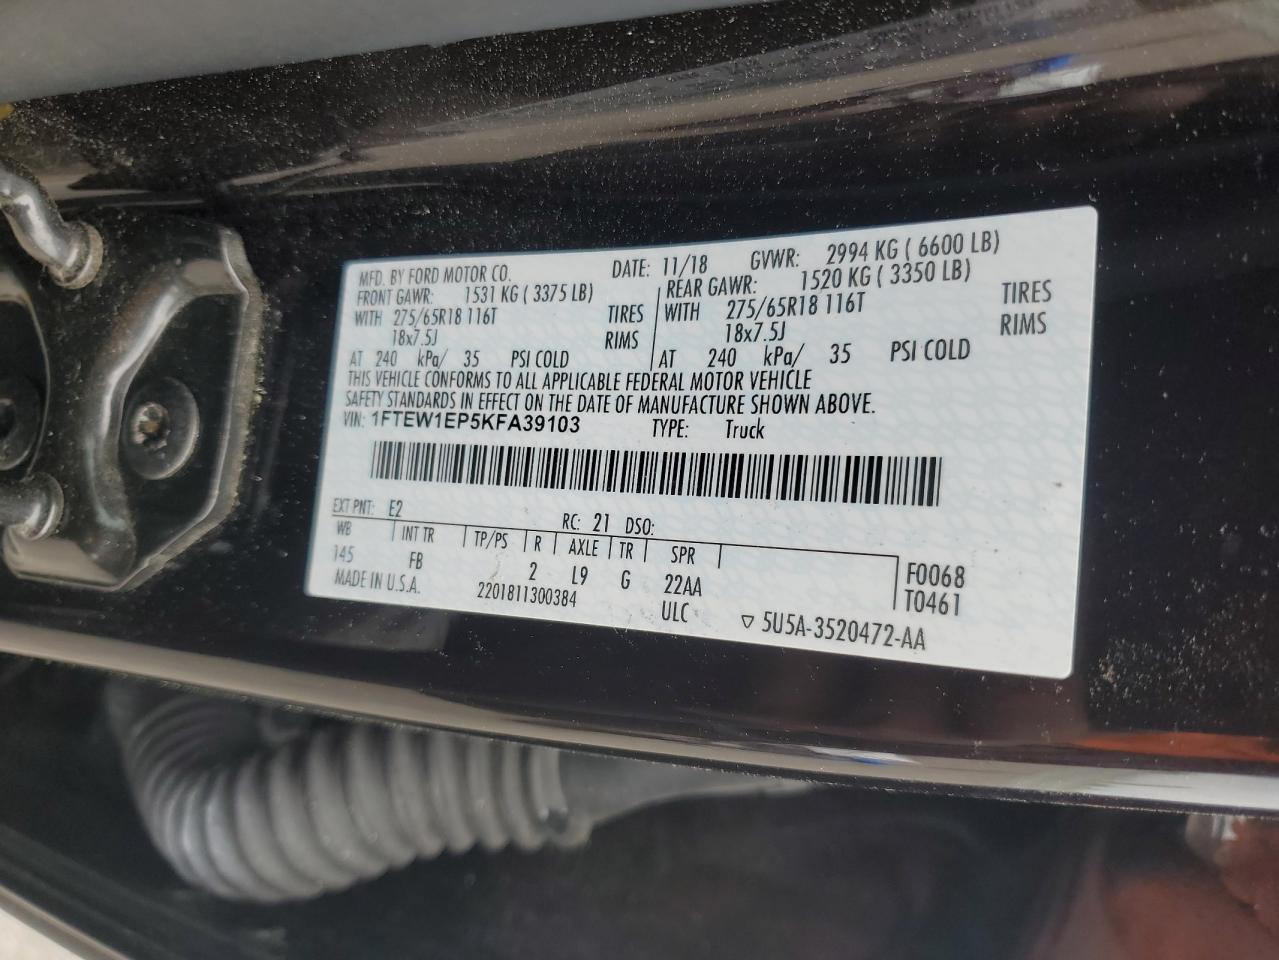 MFD. BY FORD MOTOR CO. DATE: 11/18 GVWR: 2994 KG ( 6600 LB)
FRONT GAWR: 1531 KG ( 3375 LB) REAR GAWR: 1520 KG ( 3350 LB)
WITH 275/65R18 116T TIRES WITH 275/65R18 116T TIRES
18x7.5J RIMS 18x7.5J RIMS
AT 240 kPa/ 35 PSI COLD AT 240 kPa/ 35 PSI COLD
THIS VEHICLE CONFORMS TO ALL APPLICABLE FEDERAL MOTOR VEHICLE
SAFETY STANDARDS IN EFFECT ON THE DATE OF MANUFACTURE SHOWN ABOVE.
VIN: 1FTEW1EP5KFA39103 TYPE: Truck
EXT PNT: E2 RC: 21 DSO:
WB INT TR TP/PS R AXLE TR SPR
145 FB 2 L9 G 22AA F0068
MADE IN U.S.A. 2201811300384 ULC T0461
▽ 5U5A-3520472-AA